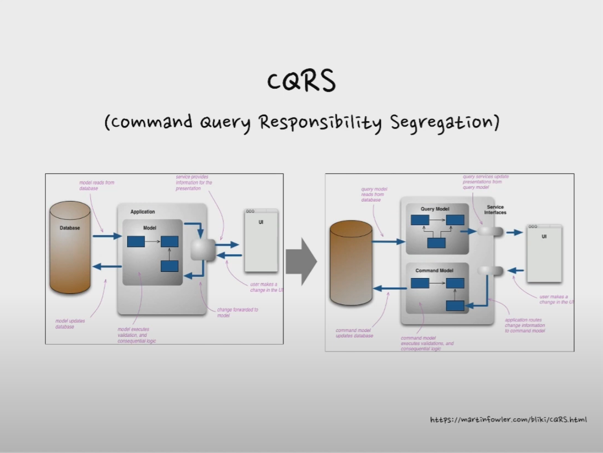 CQRS
(Command Query Responsibility Segregation)
model reads from
database
service provides
information for the
presentation
Application
Model
Database
UI
user makes a
change in the UI
change forwarded to
model
model updates
database
model executes
validation, and
consequential logic
query model
reads from
database
query services update
presentations from
query model
Query Model
Service
Interfaces
UI
Command Model
user makes a
change in the UI
application routes
change information
to command model
command model
updates database
command model
executes validations, and
consequential logic
https://martinfowler.com/bliki/CQRS.html